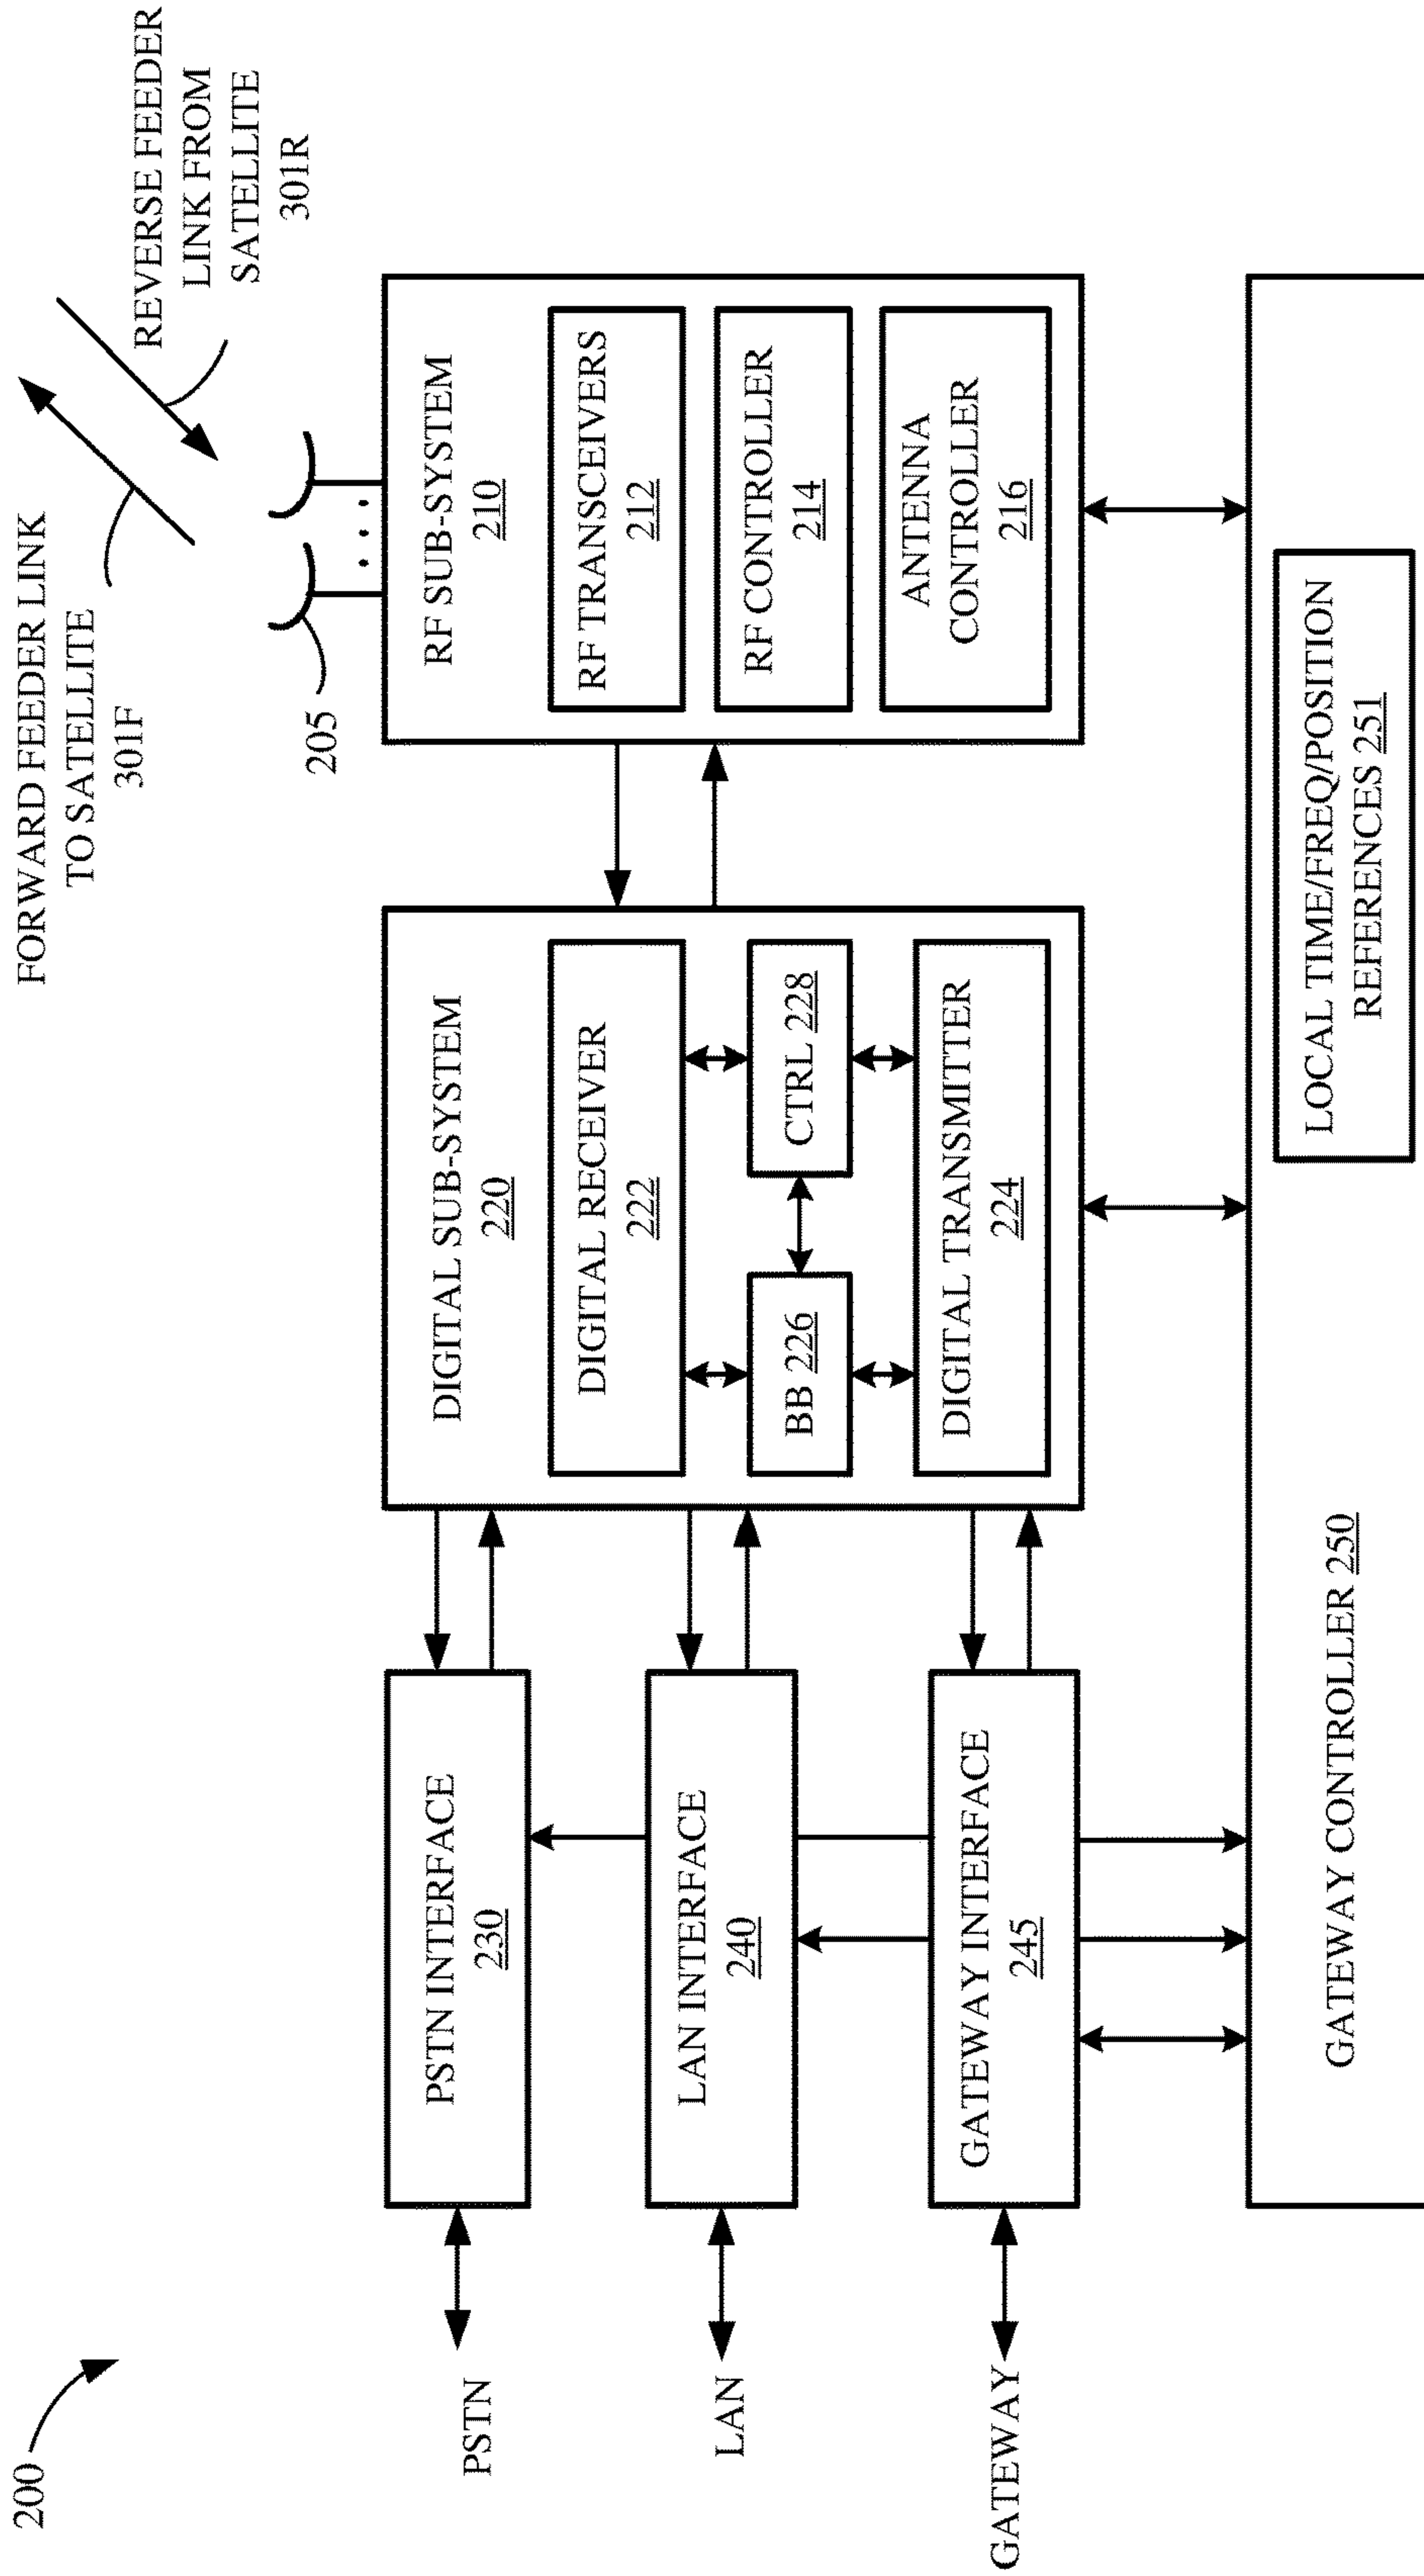 200
FORWARD FEEDER LINK
TO SATELLITE
301F
REVERSE FEEDER
LINK FROM
SATELLITE
301R
205
PSTN
PSTN INTERFACE
230
LAN
LAN INTERFACE
240
GATEWAY
GATEWAY INTERFACE
245
DIGITAL SUB-SYSTEM
220
DIGITAL RECEIVER
222
BB 226
CTRL 228
DIGITAL TRANSMITTER
224
RF SUB-SYSTEM
210
RF TRANSCEIVERS
212
RF CONTROLLER
214
ANTENNA
CONTROLLER
216
GATEWAY CONTROLLER 250
LOCAL TIME/FREQ/POSITION
REFERENCES 251